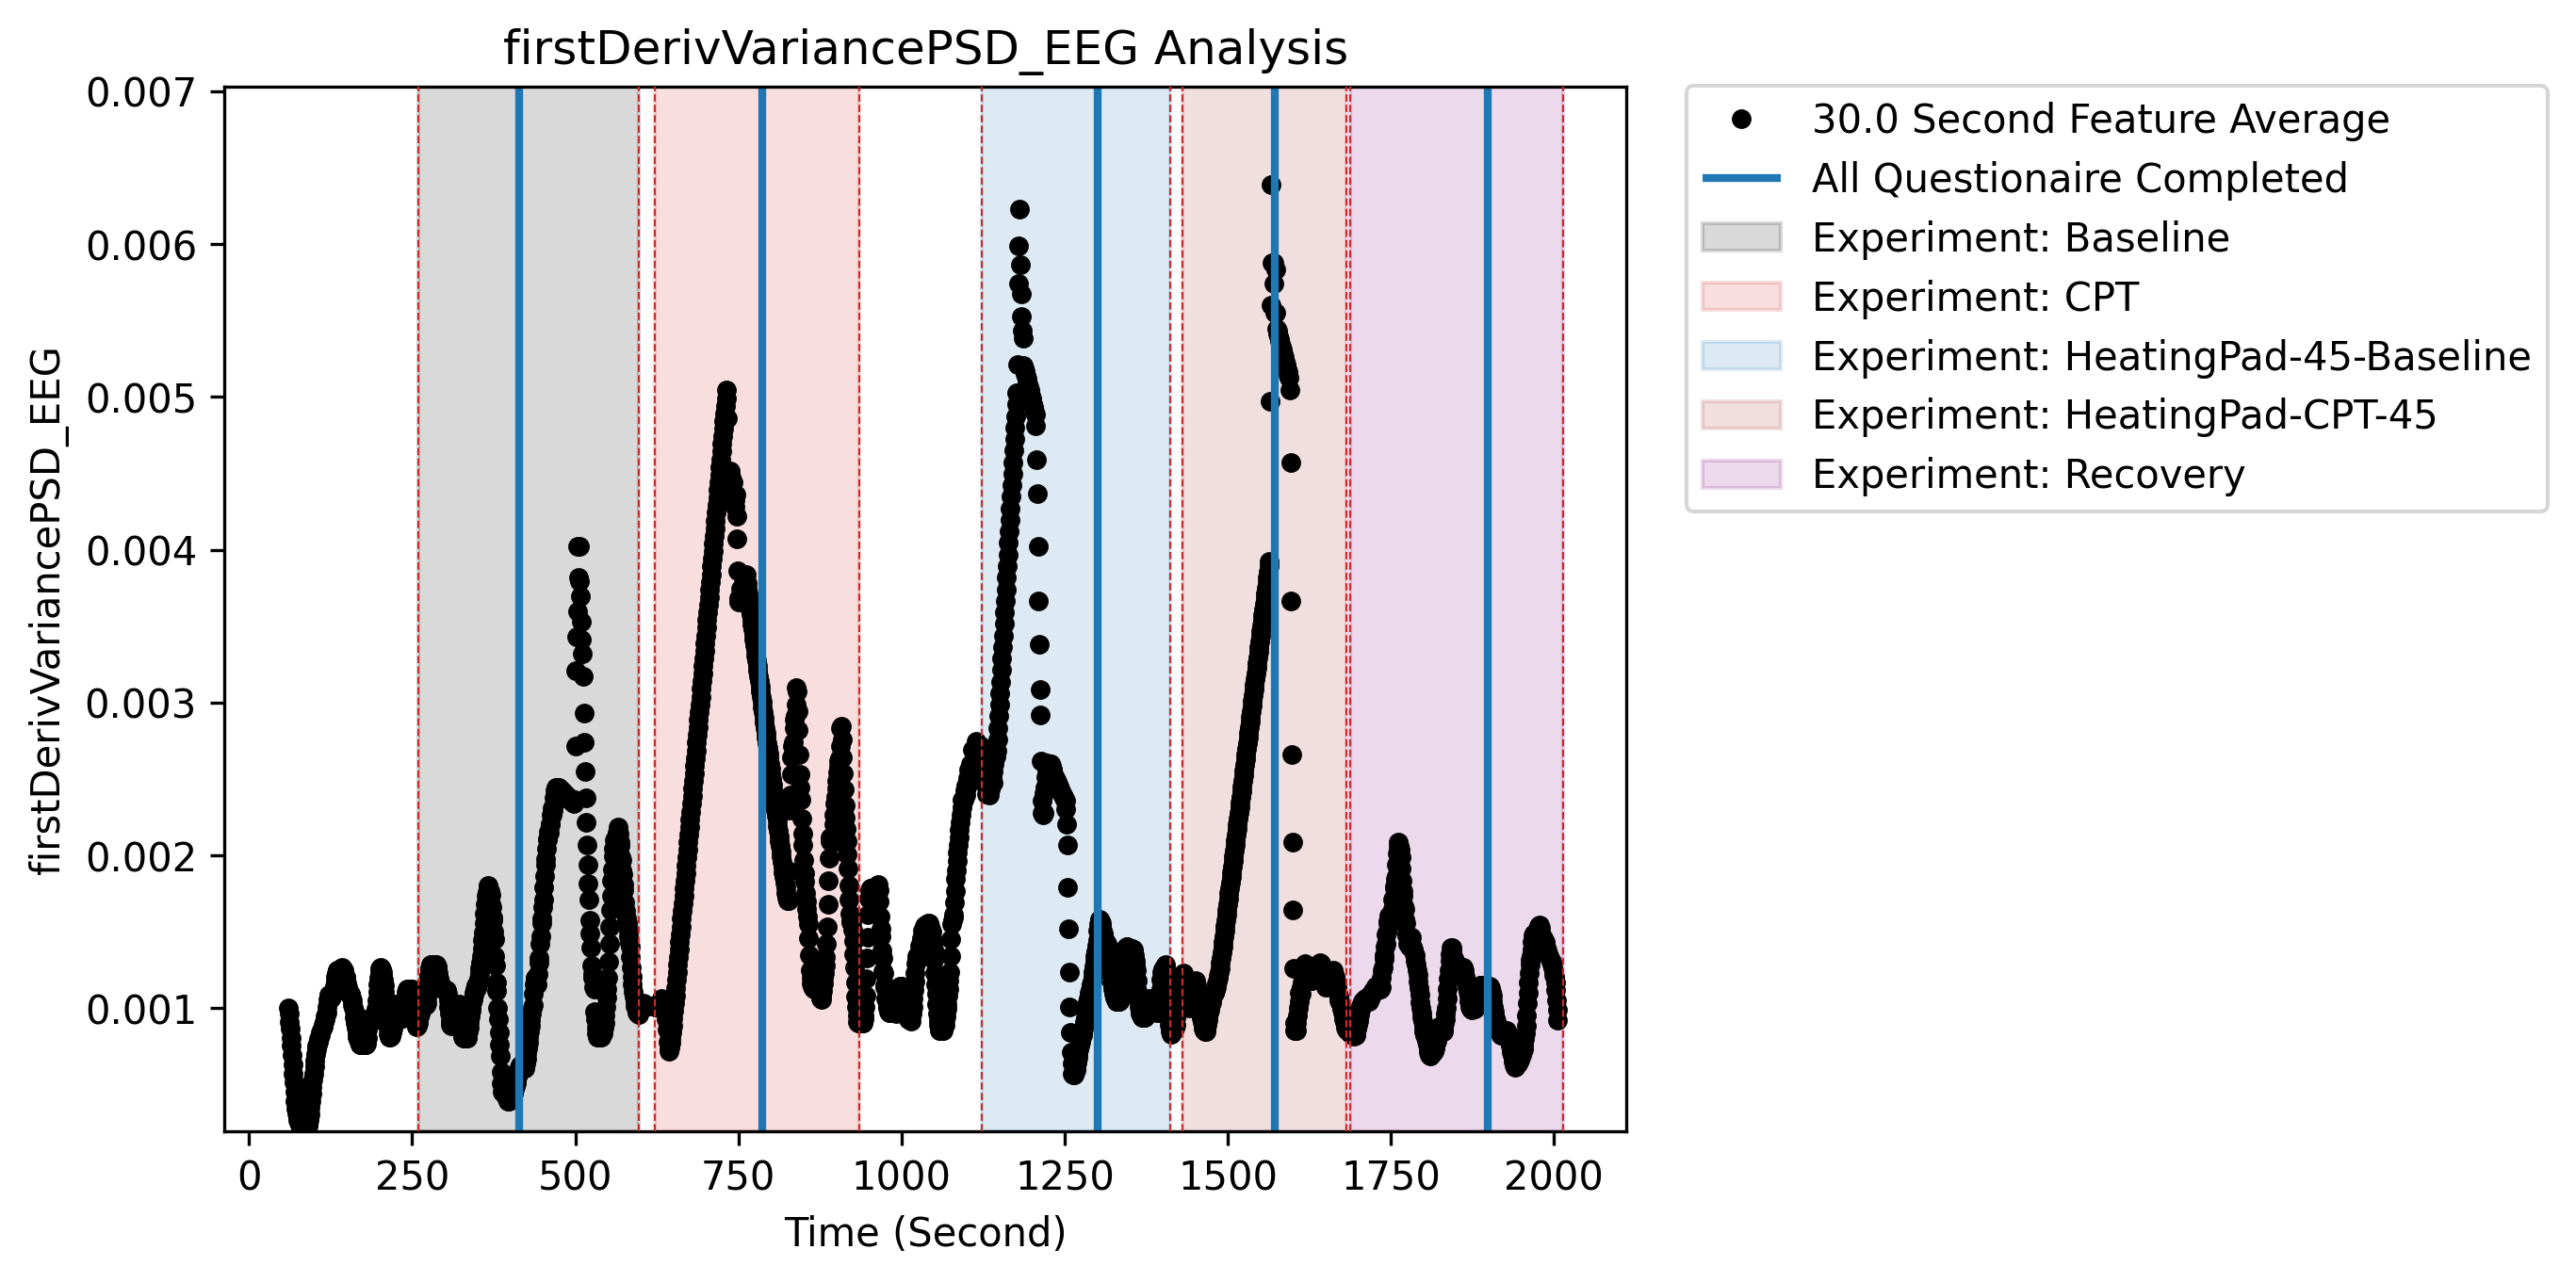 firstDerivVariancePSD_EEG Analysis
0.007
0.006
0.005
0.004
0.003
0.002
0.001
firstDerivVariancePSD_EEG
0 250 500 750 1000 1250 1500 1750 2000
Time (Second)
30.0 Second Feature Average
All Questionaire Completed
Experiment: Baseline
Experiment: CPT
Experiment: HeatingPad-45-Baseline
Experiment: HeatingPad-CPT-45
Experiment: Recovery